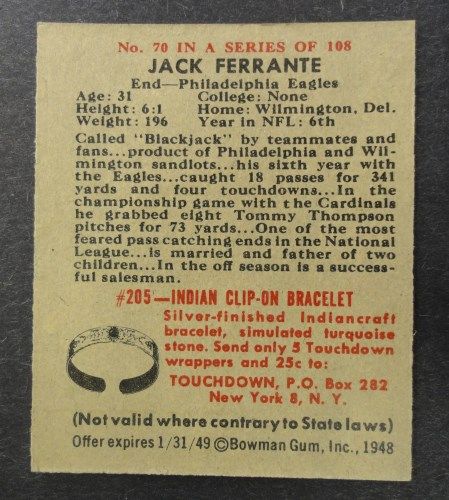 No. 70 IN A SERIES OF 108
JACK FERRANTE
End—Philadelphia Eagles
Age: 31 College: None
Height: 6:1 Home: Wilmington, Del.
Weight: 196 Year in NFL: 6th
Called "Blackjack" by teammates and
fans...product of Philadelphia and Wil-
mington sandlots...his sixth year with
the Eagles...caught 18 passes for 341
yards and four touchdowns...In the
championship game with the Cardinals
he grabbed eight Tommy Thompson
pitches for 73 yards...One of the most
feared pass catching ends in the National
League...is married and father of two
children...In the off season is a success-
ful salesman.
#205—INDIAN CLIP-ON BRACELET
Silver-finished Indiancraft
bracelet, simulated turquoise
stone. Send only 5 Touchdown
wrappers and 25c to:
TOUCHDOWN, P.O. Box 282
New York 8, N. Y.
(Not valid where contrary to State laws)
Offer expires 1/31/49 ©Bowman Gum, Inc., 1948